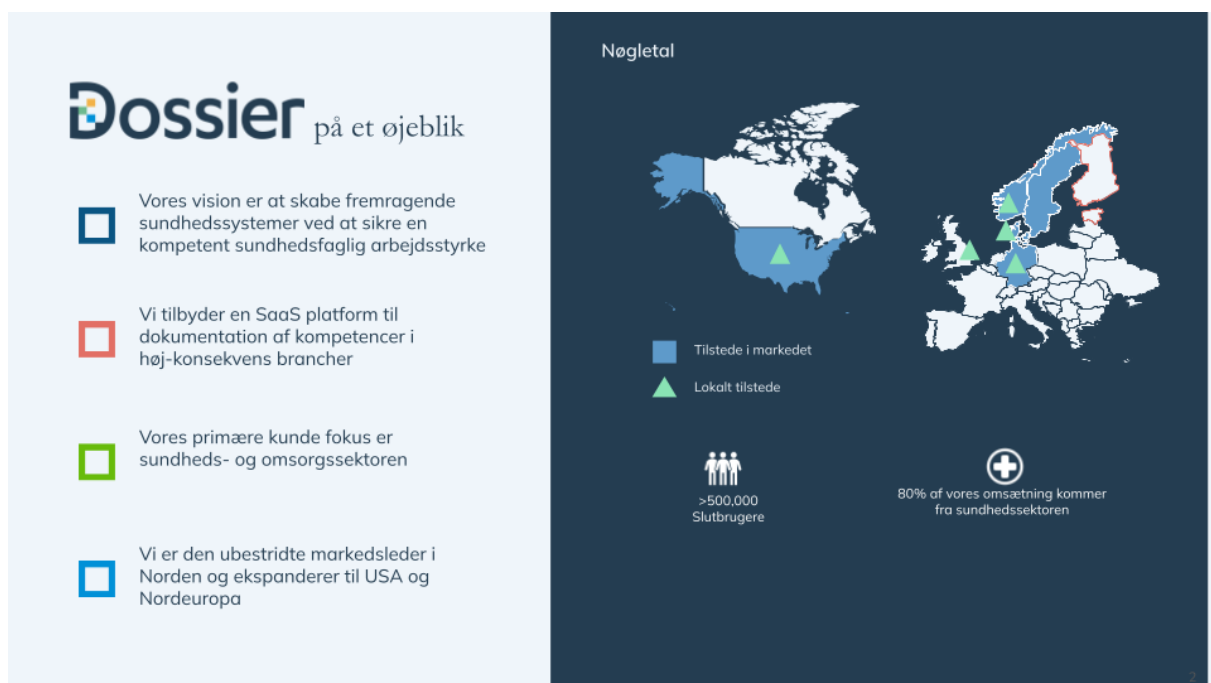 Dossier på et øjeblik
Vores vision er at skabe fremragende
sundhedssystemer ved at sikre en
kompetent sundhedsfaglig arbejdsstyrke
Vi tilbyder en SaaS platform til
dokumentation af kompetencer i
høj-konsekvens brancher
Vores primære kunde fokus er
sundheds- og omsorgssektoren
Vi er den ubestridte markedsleder i
Norden og ekspanderer til USA og
Nordeuropa
Nøgletal
Tilstede i markedet
Lokalt tilstede
>500,000
Slutbrugere
80% af vores omsætning kommer
fra sundhedssektoren
2